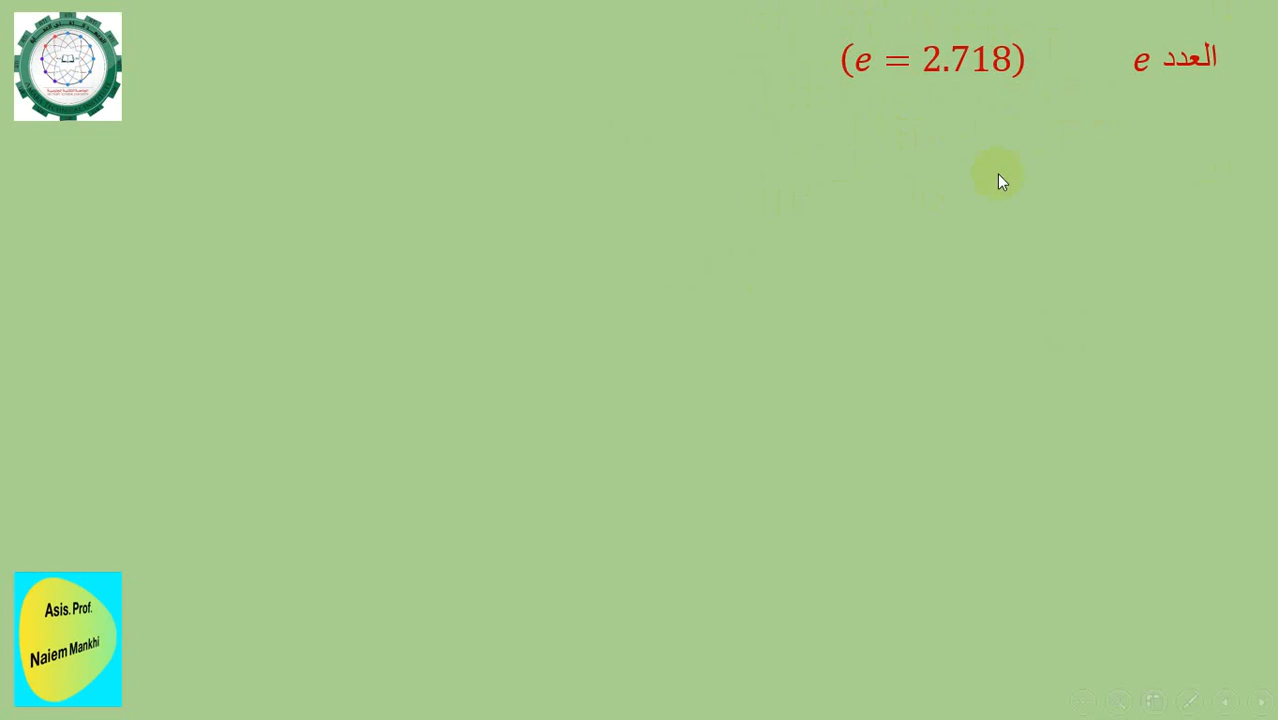 العدد e (e = 2.718)
Asis. Prof.
Naiem Mankhi